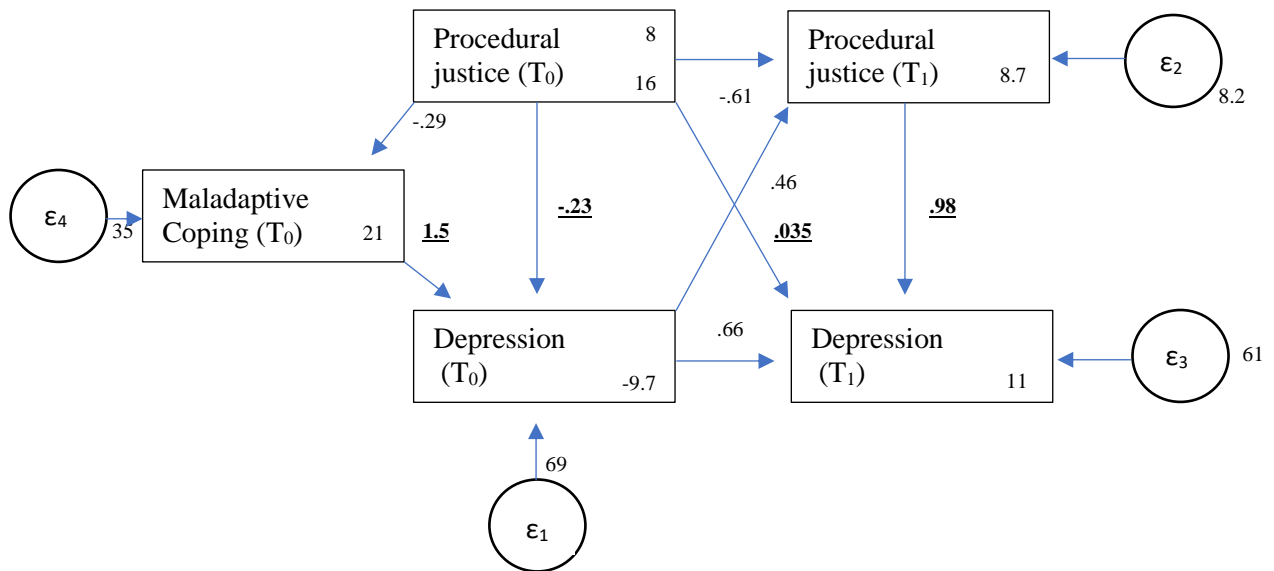 Procedural
justice (T0)
8
16
Procedural
justice (T1)
8.7
ε2
8.2
-.61
-.29
Maladaptive
Coping (T0)
21
ε4
35
1.5
-.23
.46
.035
.98
Depression
(T0)
-9.7
.66
Depression
(T1)
11
ε3
61
69
ε1